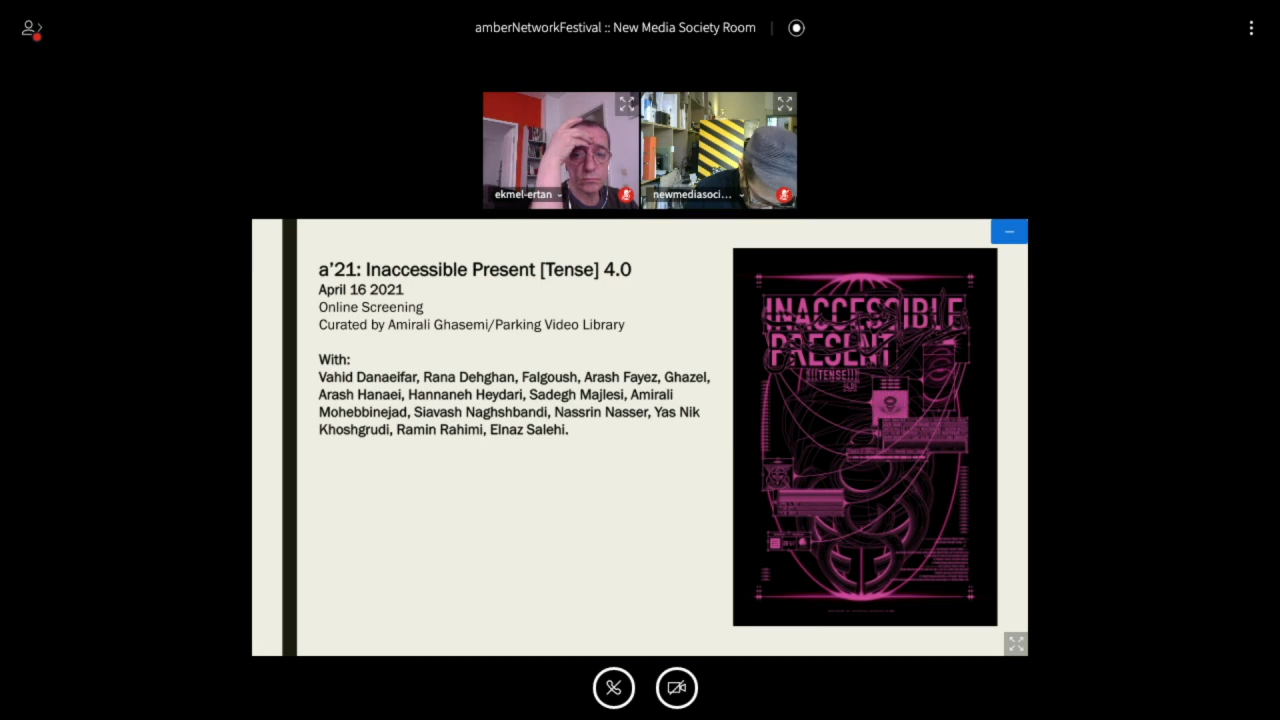 amberNetworkFestival :: New Media Society Room
ekmel-ertan
newmediasoci...
a’21: Inaccessible Present [Tense] 4.0
April 16 2021
Online Screening
Curated by Amirali Ghasemi/Parking Video Library
With:
Vahid Danaeifar, Rana Dehghan, Falgoush, Arash Fayez, Ghazel,
Arash Hanaei, Hannaneh Heydari, Sadegh Majlesi, Amirali
Mohebbinejad, Siavash Naghshbandi, Nassrin Nasser, Yas Nik
Khoshgrudi, Ramin Rahimi, Elnaz Salehi.
INACCESSIBLE
PRESENT